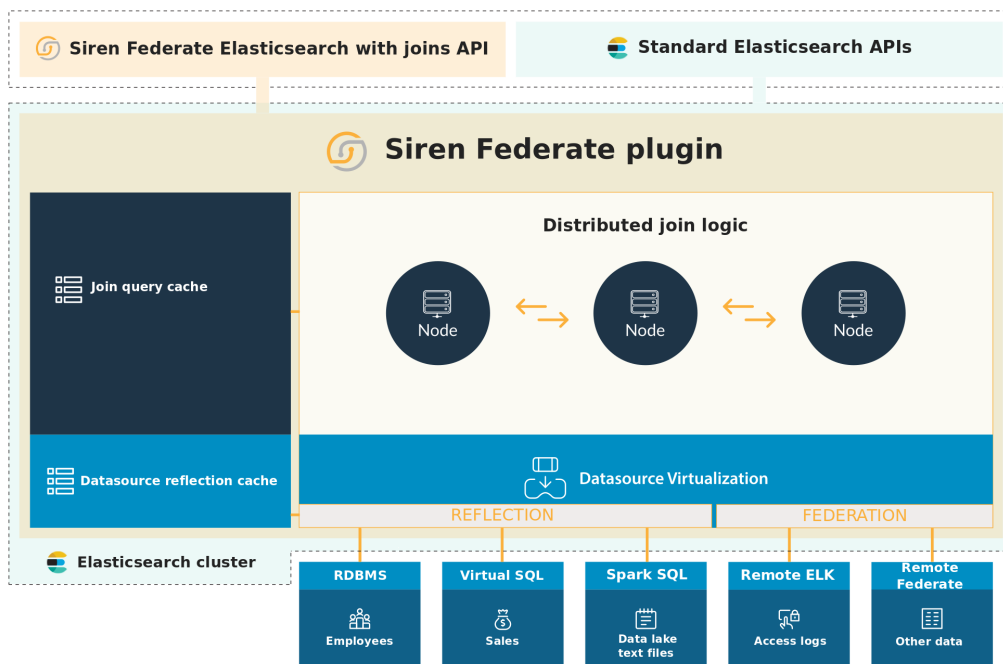 Siren Federate Elasticsearch with joins API
Standard Elasticsearch APIs
Siren Federate plugin
Distributed join logic
Join query cache
Node
Node
Node
Datasource reflection cache
Datasource Virtualization
REFLECTION
FEDERATION
Elasticsearch cluster
RDBMS
Virtual SQL
Spark SQL
Remote ELK
Remote
Federate
Employees
Sales
Data lake
text files
Access logs
Other data